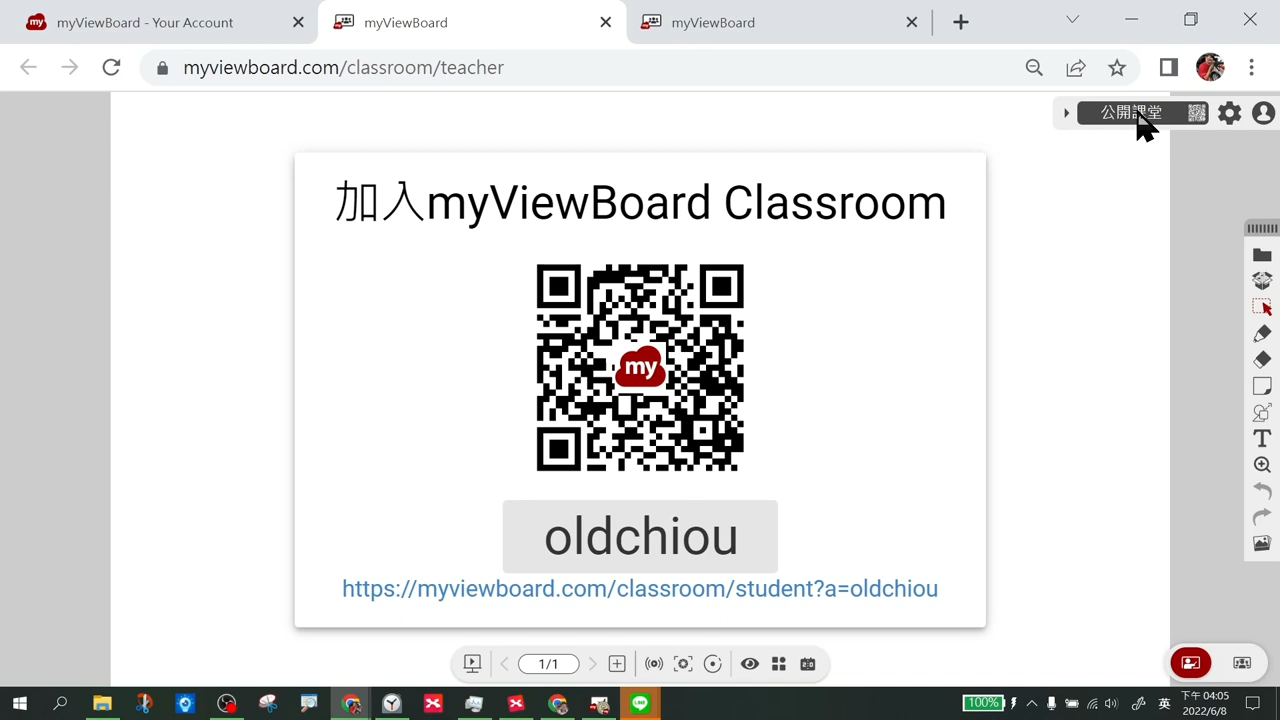 myViewBoard - Your Account
myViewBoard
myViewBoard
myviewboard.com/classroom/teacher
公開課堂
加入myViewBoard Classroom
my
oldchiou
https://myviewboard.com/classroom/student?a=oldchiou
1/1
100%
英
下午 04:05
2022/6/8